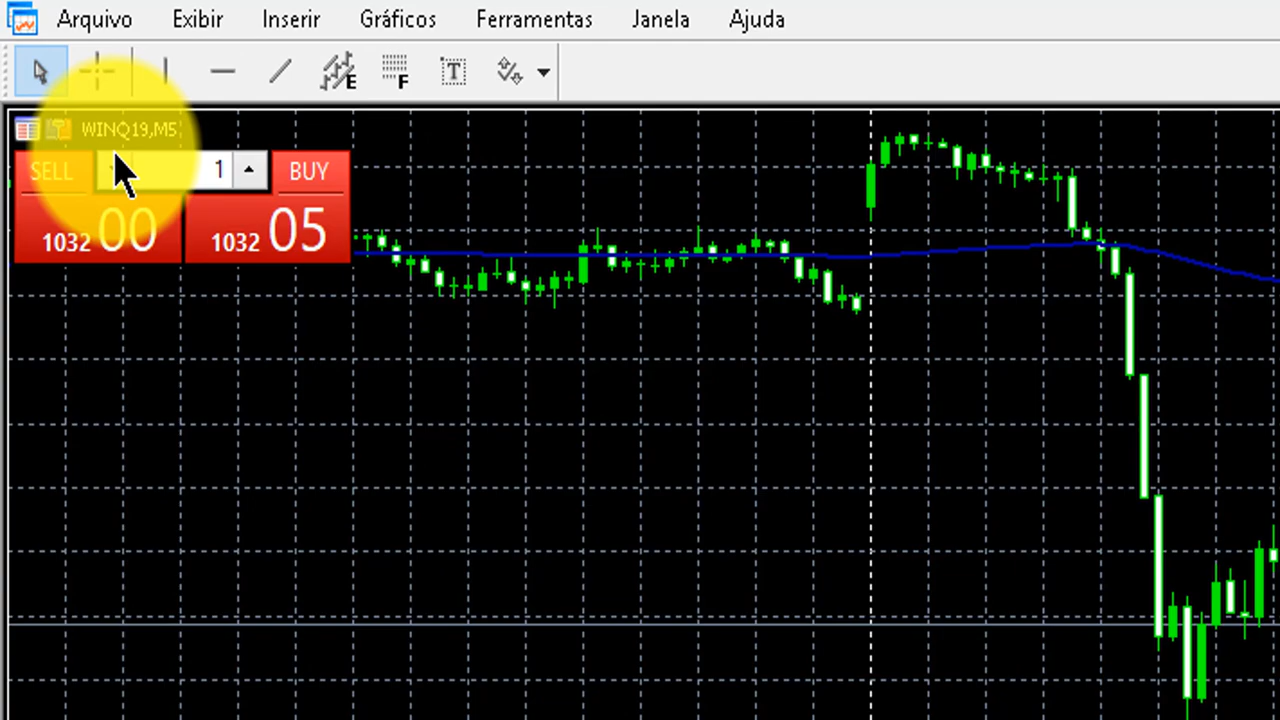 Arquivo Exibir Inserir Gráficos Ferramentas Janela Ajuda
E F T
WINQ19,M5
SELL 1 BUY
1032 00 1032 05